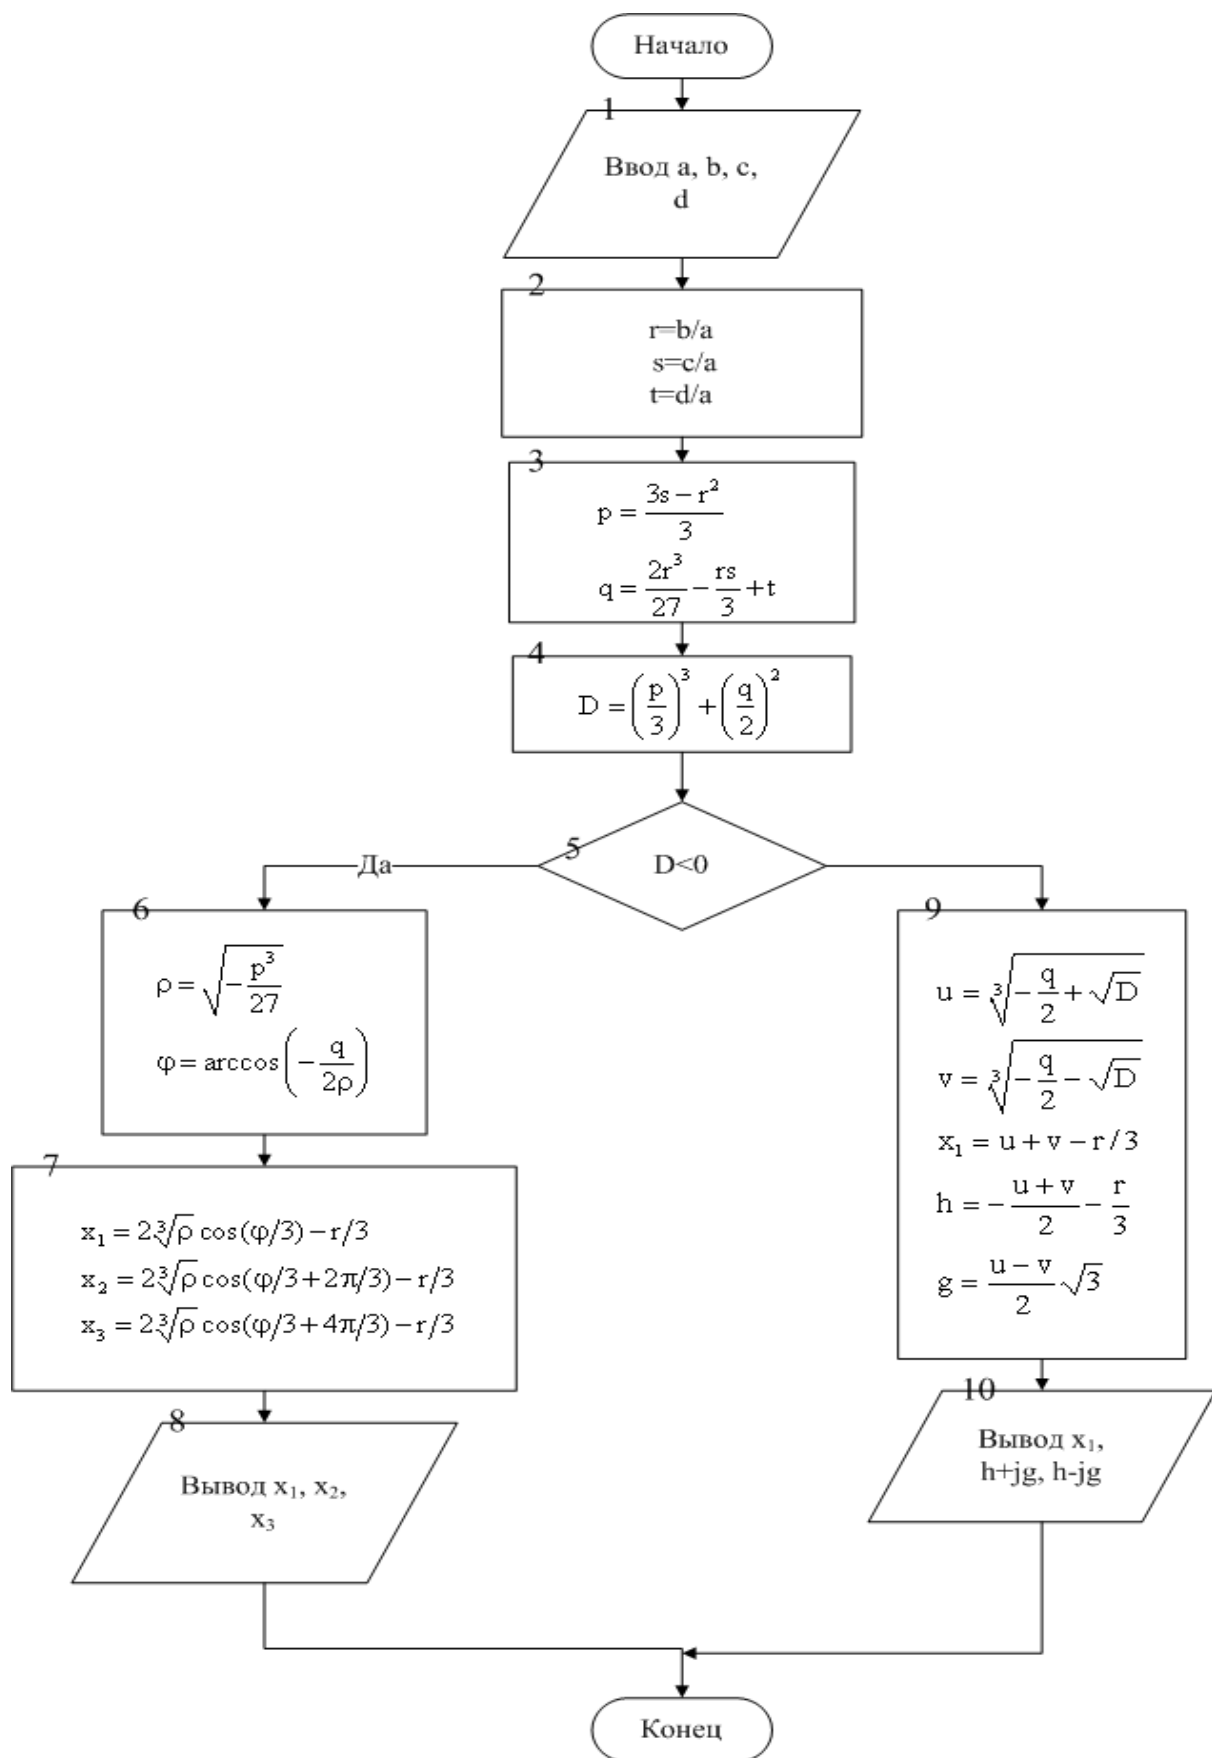 Начало
1
Ввод a, b, c,
d
2
r=b/a
s=c/a
t=d/a
3
p = (3s − r²)/3
q = 2r³/27 − rs/3 + t
4
D = (p/3)³ + (q/2)²
5
D<0
Да
6
ρ = √(−p³/27)
φ = arccos(−q/2ρ)
7
x₁ = 2∛ρ cos(φ/3) − r/3
x₂ = 2∛ρ cos(φ/3 + 2π/3) − r/3
x₃ = 2∛ρ cos(φ/3 + 4π/3) − r/3
8
Вывод x₁, x₂,
x₃
9
u = ∛(−q/2 + √D)
v = ∛(−q/2 − √D)
x₁ = u + v − r/3
h = −(u + v)/2 − r/3
g = (u − v)/2 √3
10
Вывод x₁,
h+jg, h-jg
Конец